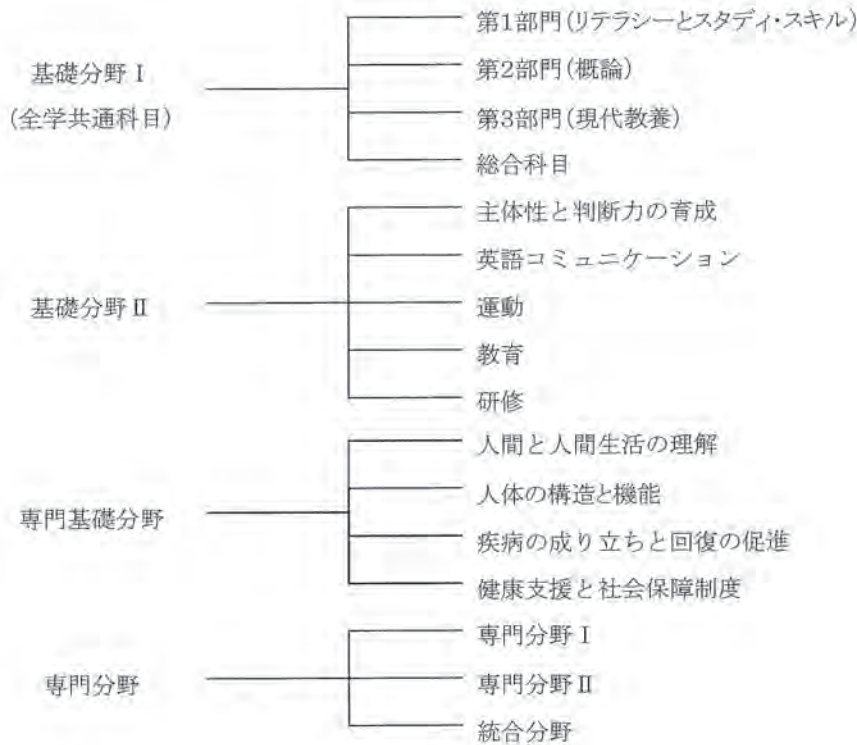 基礎分野Ⅰ
(全学共通科目)
第1部門(リテラシーとスタディ・スキル)
第2部門(概論)
第3部門(現代教養)
総合科目
基礎分野Ⅱ
主体性と判断力の育成
英語コミュニケーション
運動
教育
研修
専門基礎分野
人間と人間生活の理解
人体の構造と機能
疾病の成り立ちと回復の促進
健康支援と社会保障制度
専門分野
専門分野Ⅰ
専門分野Ⅱ
統合分野